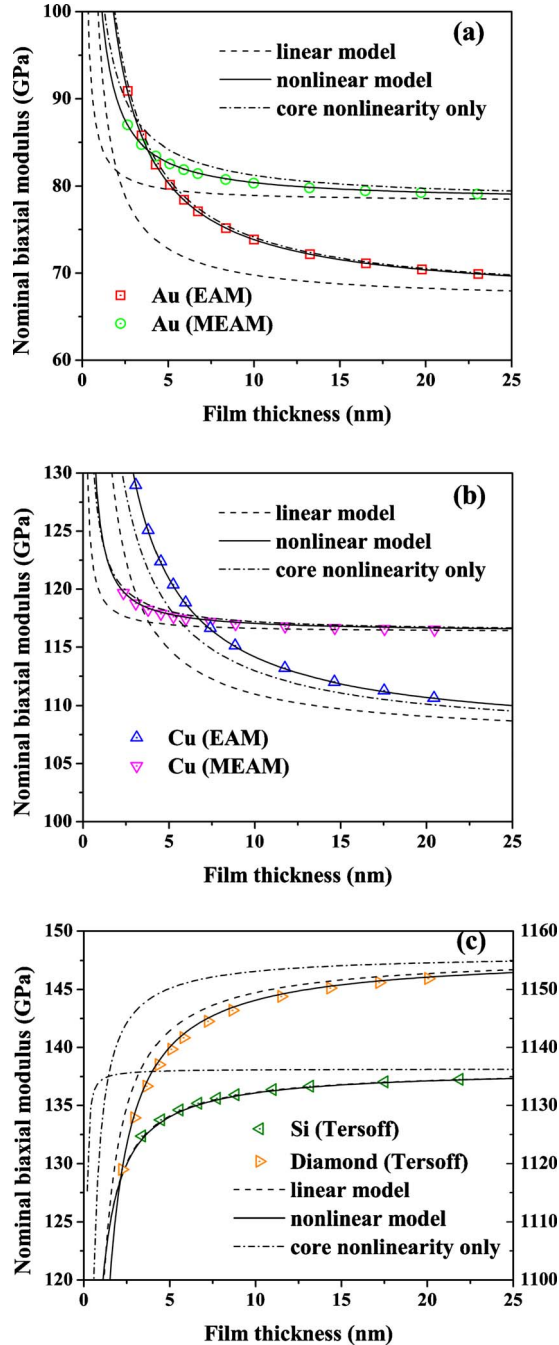 100
90
80
70
60
Nominal biaxial modulus (GPa)
(a)
linear model
nonlinear model
core nonlinearity only
Au (EAM)
Au (MEAM)
0 5 10 15 20 25
Film thickness (nm)
130
125
120
115
110
105
100
Nominal biaxial modulus (GPa)
(b)
linear model
nonlinear model
core nonlinearity only
Cu (EAM)
Cu (MEAM)
0 5 10 15 20 25
Film thickness (nm)
150
145
140
135
130
125
120
Nominal biaxial modulus (GPa)
(c)
1160
1150
1140
1130
1120
1110
1100
Si (Tersoff)
Diamond (Tersoff)
linear model
nonlinear model
core nonlinearity only
0 5 10 15 20 25
Film thickness (nm)